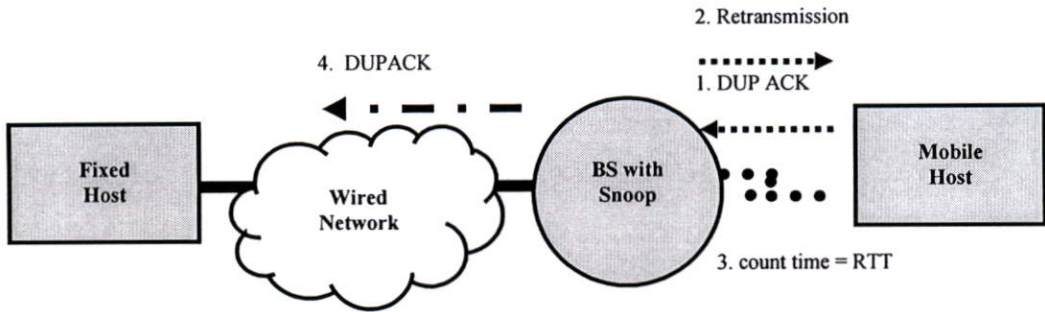 2. Retransmission
4. DUPACK
1. DUP ACK
Fixed
Host
Wired
Network
BS with
Snoop
Mobile
Host
3. count time = RTT